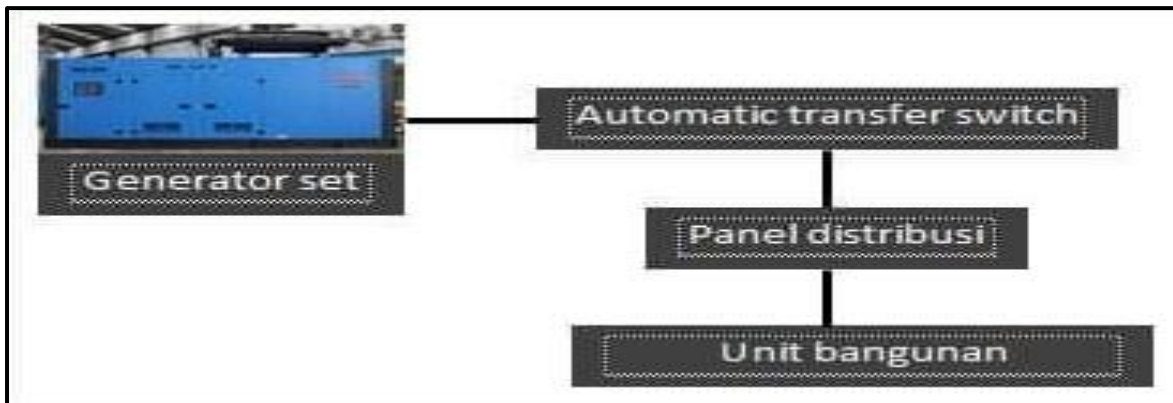 Generator set
Automatic transfer switch
Panel distribusi
Unit bangunan